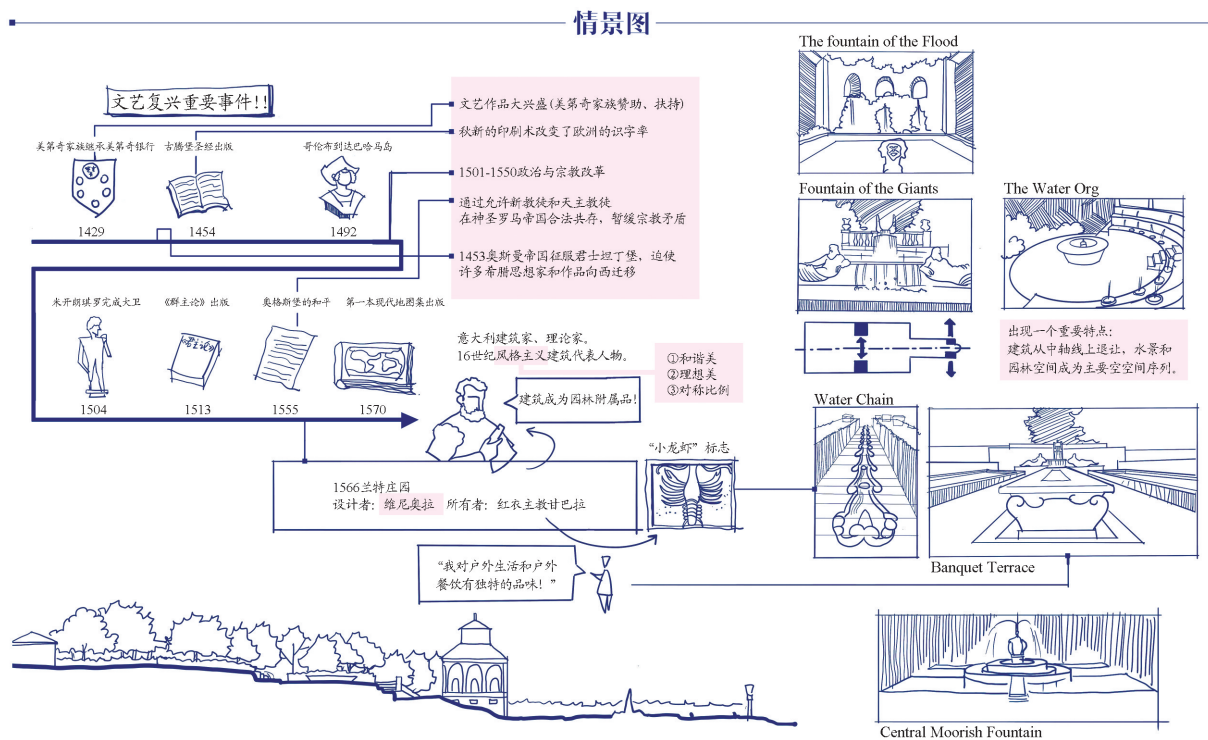 情景图
文艺复兴重要事件!!
美第奇家族继承美第奇银行
古腾堡圣经出版
哥伦布到达巴哈马岛
1429
1454
1492
文艺作品大兴盛(美第奇家族赞助、扶持)
秋新的印刷术改变了欧洲的识字率
1501-1550政治与宗教改革
通过允许新教徒和天主教徒
在神圣罗马帝国合法共存，暂缓宗教矛盾
1453奥斯曼帝国征服君士坦丁堡，迫使
许多希腊思想家和作品向西迁移
米开朗琪罗完成大卫
《群主论》出版
奥格斯堡的和平
第一本现代地图集出版
《君主论》
1504
1513
1555
1570
意大利建筑家、理论家。
16世纪风格主义建筑代表人物。
①和谐美
②理想美
③对称比例
建筑成为园林附属品!
1566兰特庄园
设计者：维尼奥拉 所有者：红衣主教甘巴拉
“小龙虾”标志
“我对户外生活和户外
餐饮有独特的品味！”
The fountain of the Flood
Fountain of the Giants
The Water Org
出现一个重要特点：
建筑从中轴线上退让，水景和
园林空间成为主要空空间序列。
Water Chain
Banquet Terrace
Central Moorish Fountain